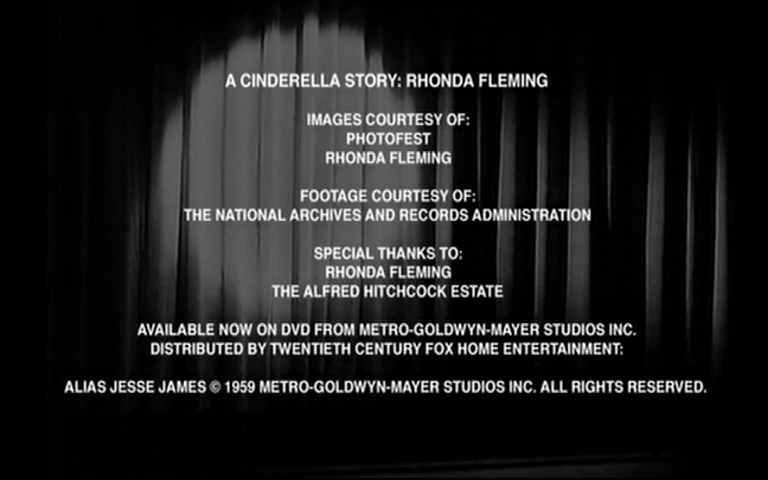 A CINDERELLA STORY: RHONDA FLEMING
IMAGES COURTESY OF:
PHOTOFEST
RHONDA FLEMING
FOOTAGE COURTESY OF:
THE NATIONAL ARCHIVES AND RECORDS ADMINISTRATION
SPECIAL THANKS TO:
RHONDA FLEMING
THE ALFRED HITCHCOCK ESTATE
AVAILABLE NOW ON DVD FROM METRO-GOLDWYN-MAYER STUDIOS INC.
DISTRIBUTED BY TWENTIETH CENTURY FOX HOME ENTERTAINMENT:
ALIAS JESSE JAMES © 1959 METRO-GOLDWYN-MAYER STUDIOS INC. ALL RIGHTS RESERVED.